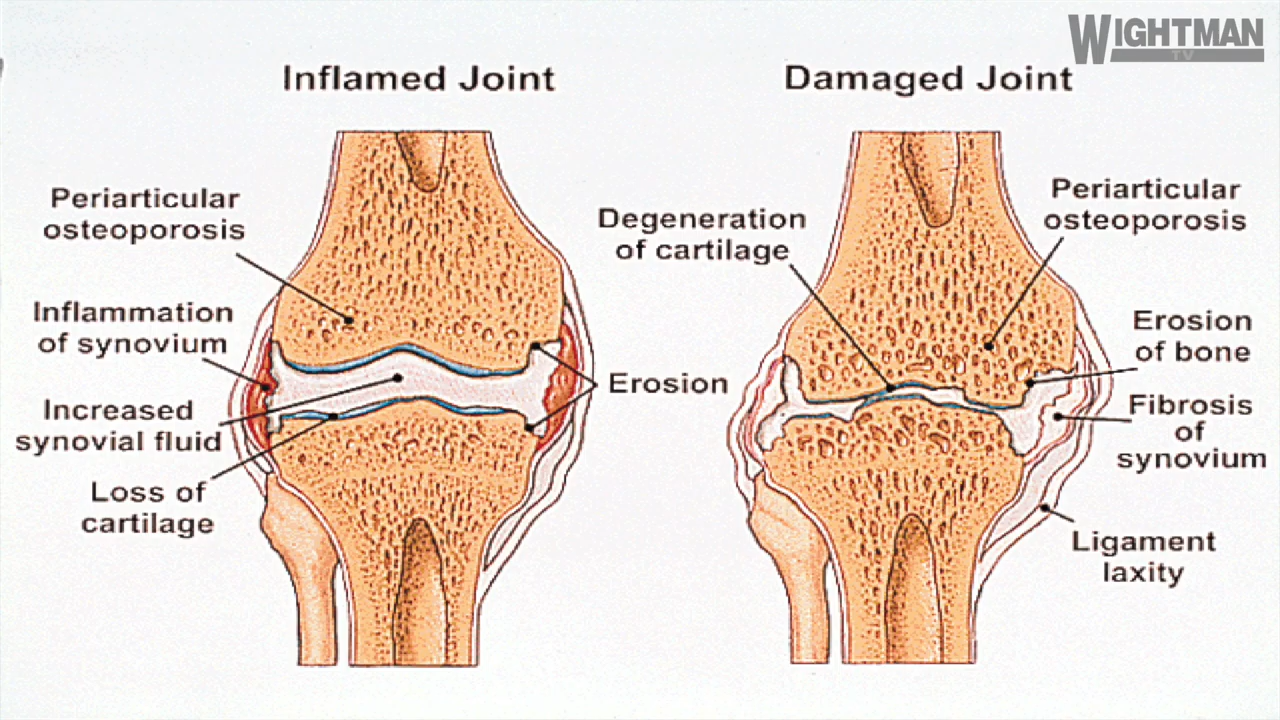 WIGHTMAN
TV
Inflamed Joint
Periarticular
osteoporosis
Inflammation
of synovium
Increased
synovial fluid
Loss of
cartilage
Erosion
Damaged Joint
Degeneration
of cartilage
Periarticular
osteoporosis
Erosion
of bone
Fibrosis
of
synovium
Ligament
laxity